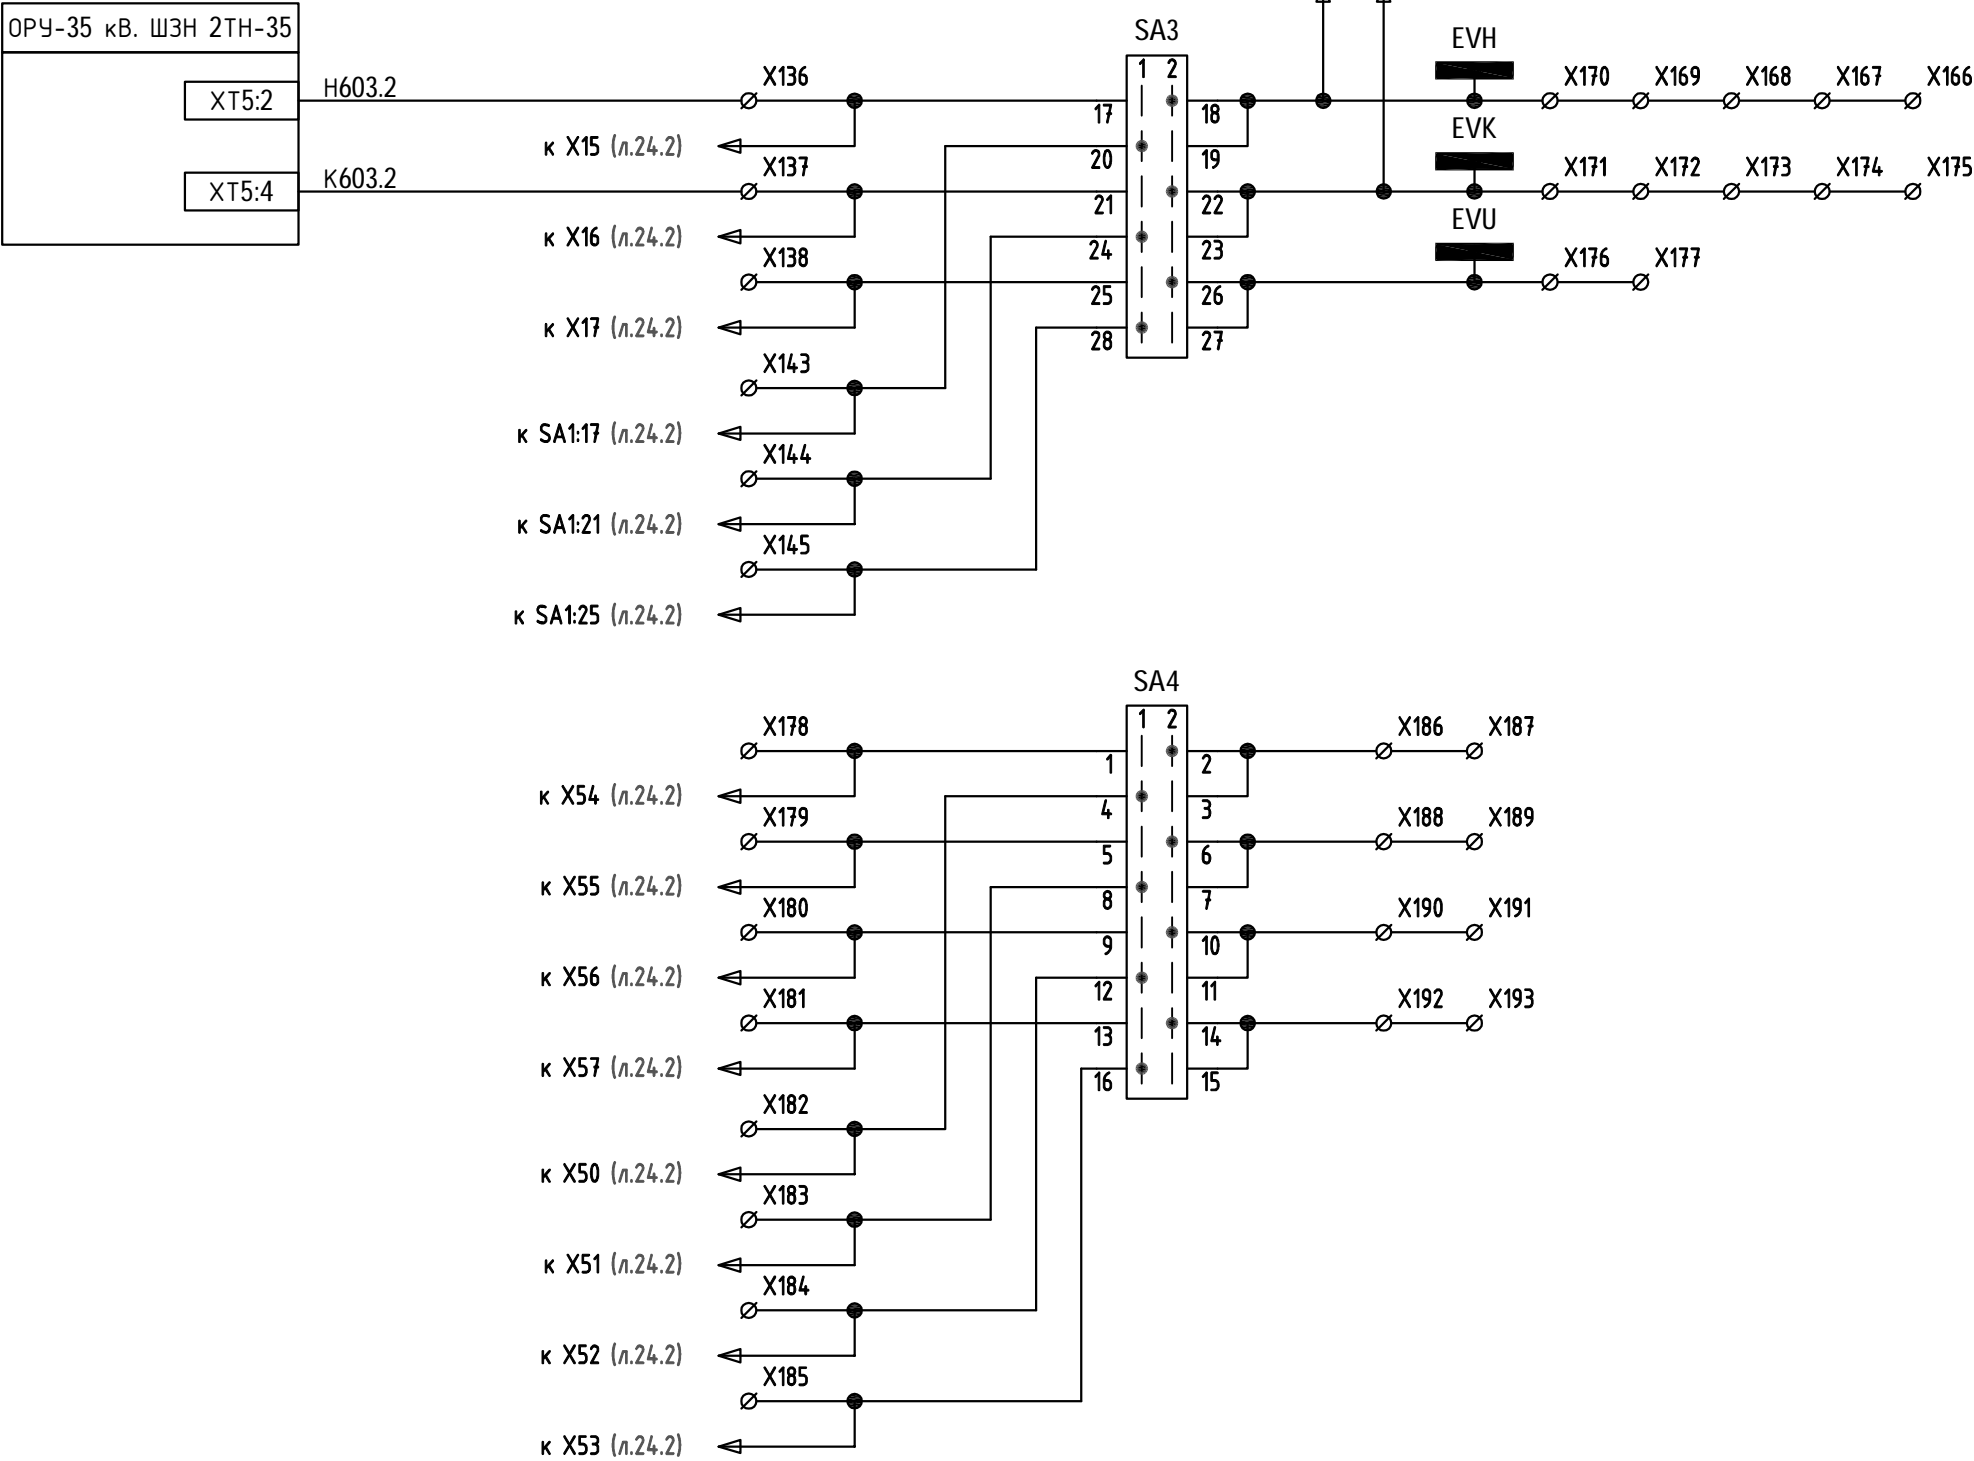 ОРУ-35 кВ. ШЗН 2ТН-35
XT5:2
H603.2
X136
к X15 (л.24.2)
XT5:4
K603.2
X137
к X16 (л.24.2)
X138
к X17 (л.24.2)
X143
к SA1:17 (л.24.2)
X144
к SA1:21 (л.24.2)
X145
к SA1:25 (л.24.2)
SA3
1 2
17 18
20 19
21 22
24 23
25 26
28 27
EVH
X170 X169 X168 X167 X166
EVK
X171 X172 X173 X174 X175
EVU
X176 X177
SA4
1 2
1 2
4 3
5 6
8 7
9 10
12 11
13 14
16 15
X178
к X54 (л.24.2)
X179
к X55 (л.24.2)
X180
к X56 (л.24.2)
X181
к X57 (л.24.2)
X182
к X50 (л.24.2)
X183
к X51 (л.24.2)
X184
к X52 (л.24.2)
X185
к X53 (л.24.2)
X186 X187
X188 X189
X190 X191
X192 X193